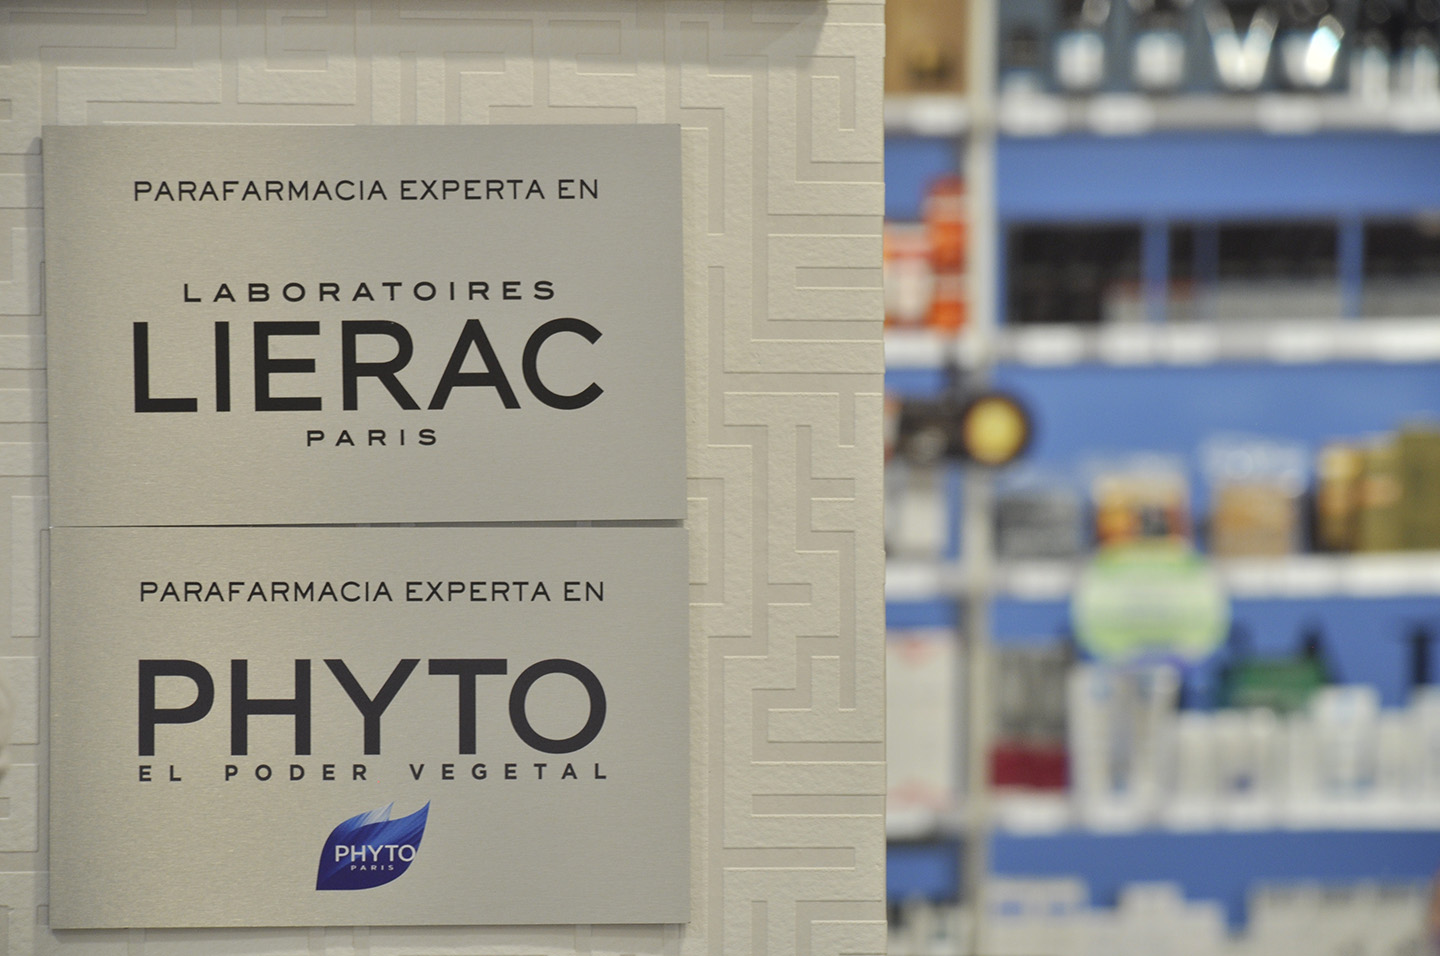 PARAFARMACIA EXPERTA EN
LABORATOIRES
LIERAC
PARIS
PARAFARMACIA EXPERTA EN
PHYTO
EL PODER VEGETAL
PHYTO
PARIS